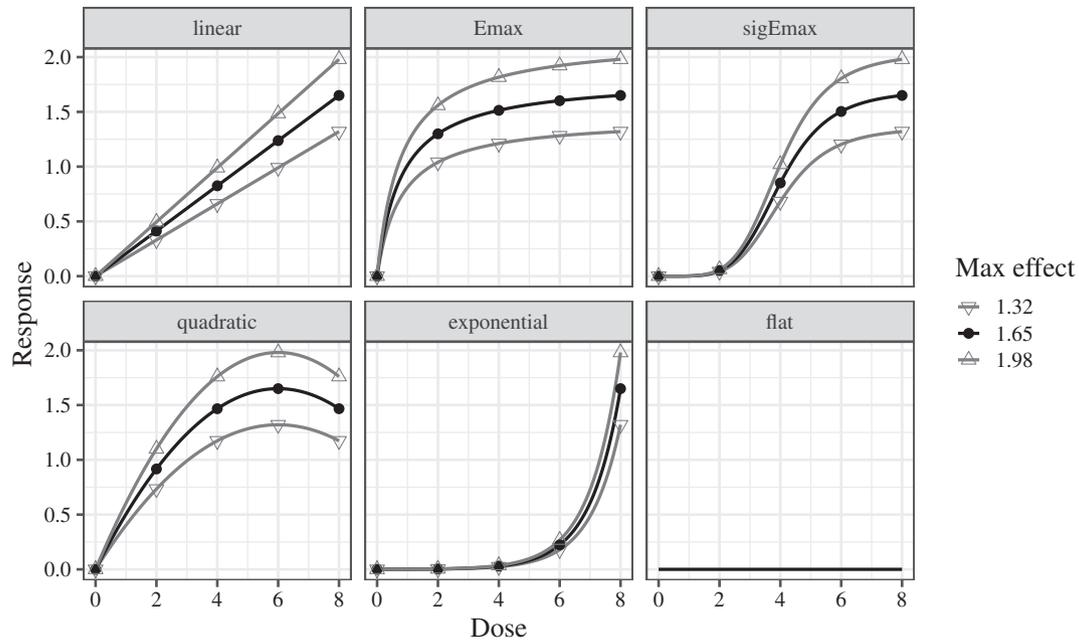 linear Emax sigEmax
2.0
1.5
1.0
0.5
0.0
quadratic exponential flat
2.0
1.5
1.0
0.5
0.0
0 2 4 6 8 0 2 4 6 8 0 2 4 6 8
Dose
Response
Max effect
1.32
1.65
1.98